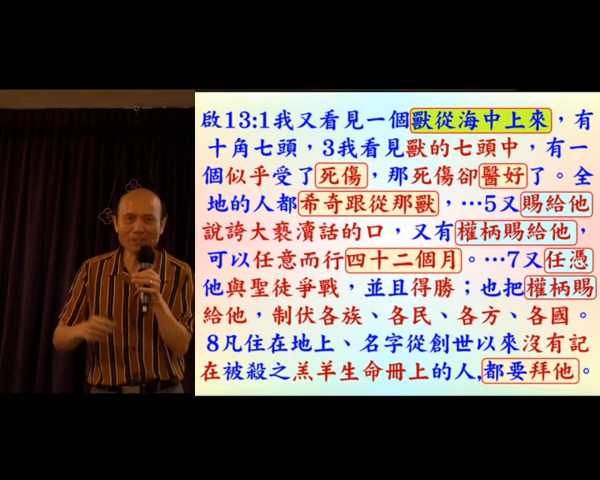 啟13:1我又看見一個獸從海中上來，有
十角七頭，3我看見獸的七頭中，有一
個似乎受了死傷，那死傷卻醫好了。全
地的人都希奇跟從那獸，…5又賜給他
說誇大褻瀆話的口，又有權柄賜給他，
可以任意而行四十二個月。…7又任憑
他與聖徒爭戰，並且得勝；也把權柄賜
給他，制伏各族、各民、各方、各國。
8凡住在地上、名字從創世以來沒有記
在被殺之羔羊生命冊上的人,都要拜他。